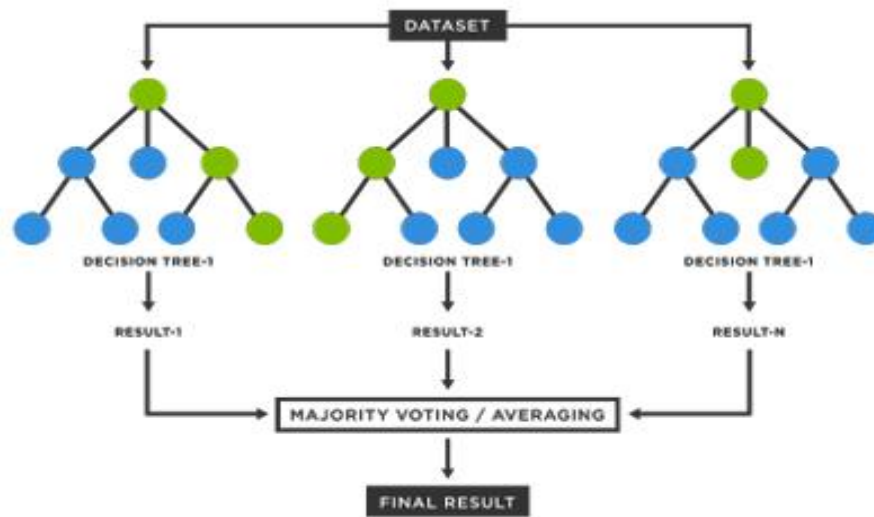 DATASET
DECISION TREE-1
DECISION TREE-1
DECISION TREE-1
RESULT-1
RESULT-2
RESULT-N
MAJORITY VOTING / AVERAGING
FINAL RESULT